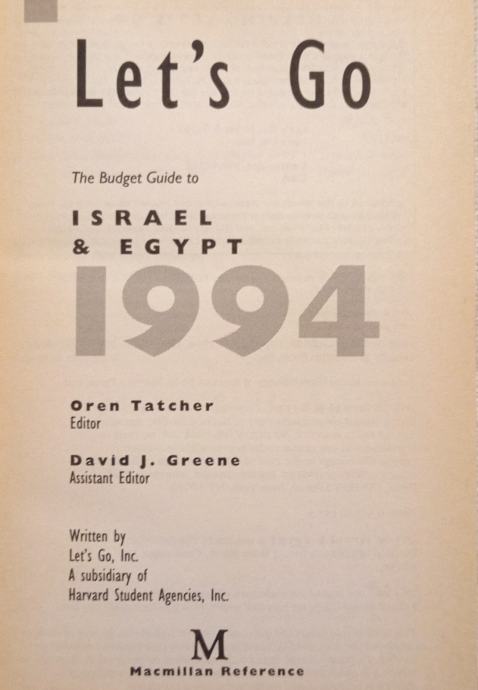 Let's Go
The Budget Guide to
ISRAEL
& EGYPT
1994
Oren Tatcher
Editor
David J. Greene
Assistant Editor
Written by
Let's Go, Inc.
A subsidiary of
Harvard Student Agencies, Inc.
M
Macmillan Reference